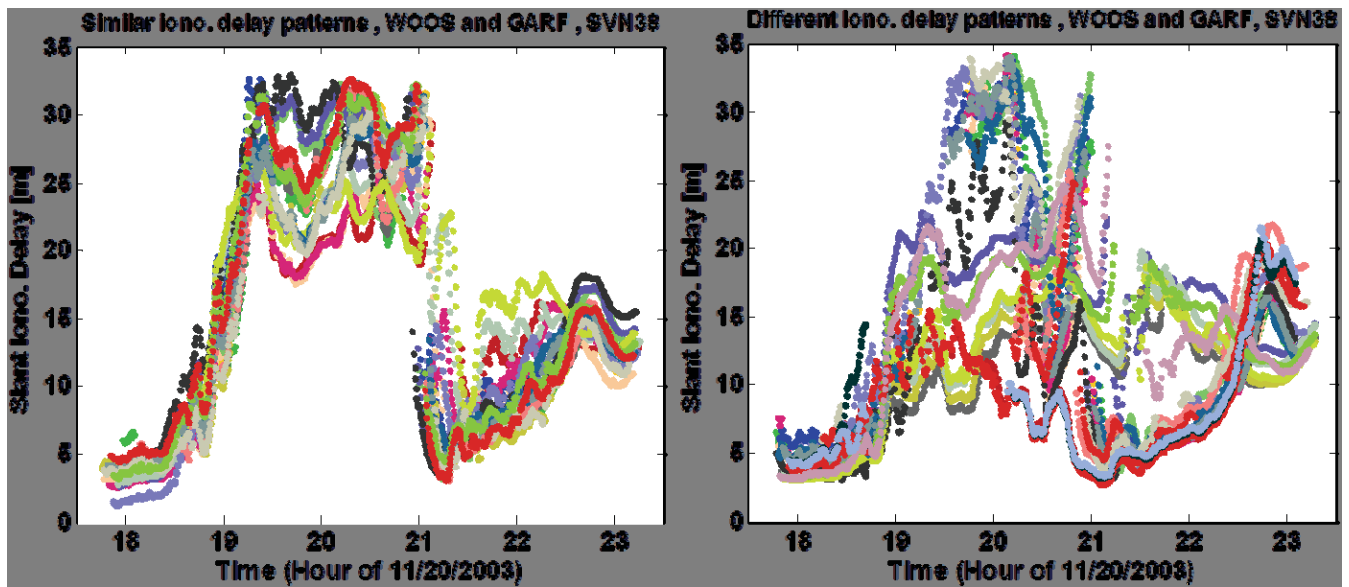 Similar iono. delay patterns , WOOS and GARF , SVN38
35
30
25
20
15
10
5
0
Slant Iono. Delay [m]
18 19 20 21 22 23
Time (Hour of 11/20/2003)
Different iono. delay patterns , WOOS and GARF, SVN38
35
30
25
20
15
10
5
0
Slant Iono. Delay [m]
18 19 20 21 22 23
Time (Hour of 11/20/2003)